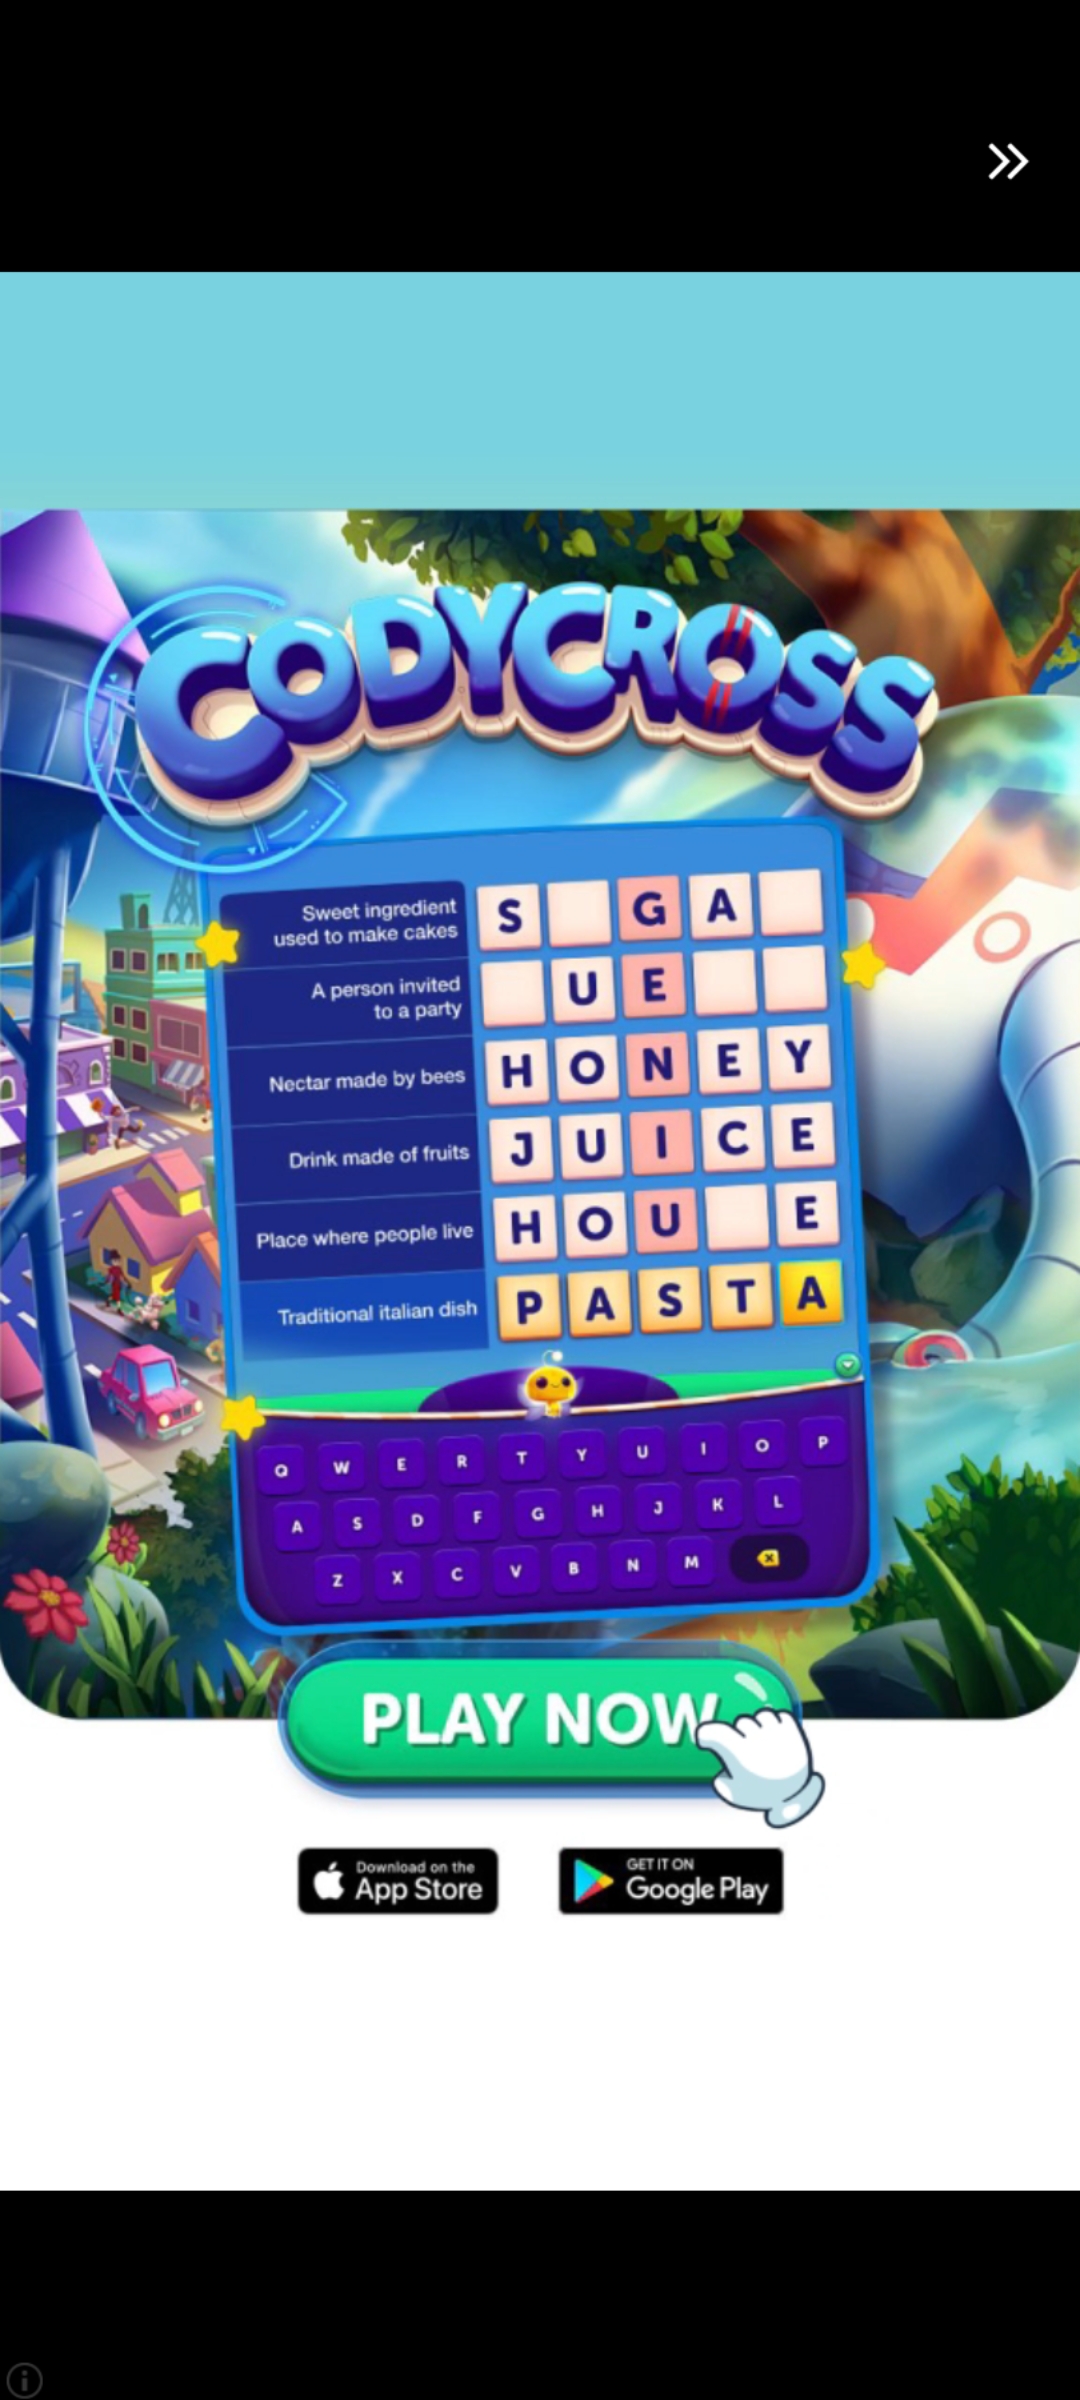 CODYCROSS
Sweet ingredient
used to make cakes
S G A
A person invited
to a party
U E
Nectar made by bees
H O N E Y
Drink made of fruits
J U I C E
Place where people live
H O U E
Traditional italian dish
P A S T A
Q W E R T Y U I O P
A S D F G H J K L
Z X C V B N M
PLAY NOW
Download on the
App Store
GET IT ON
Google Play